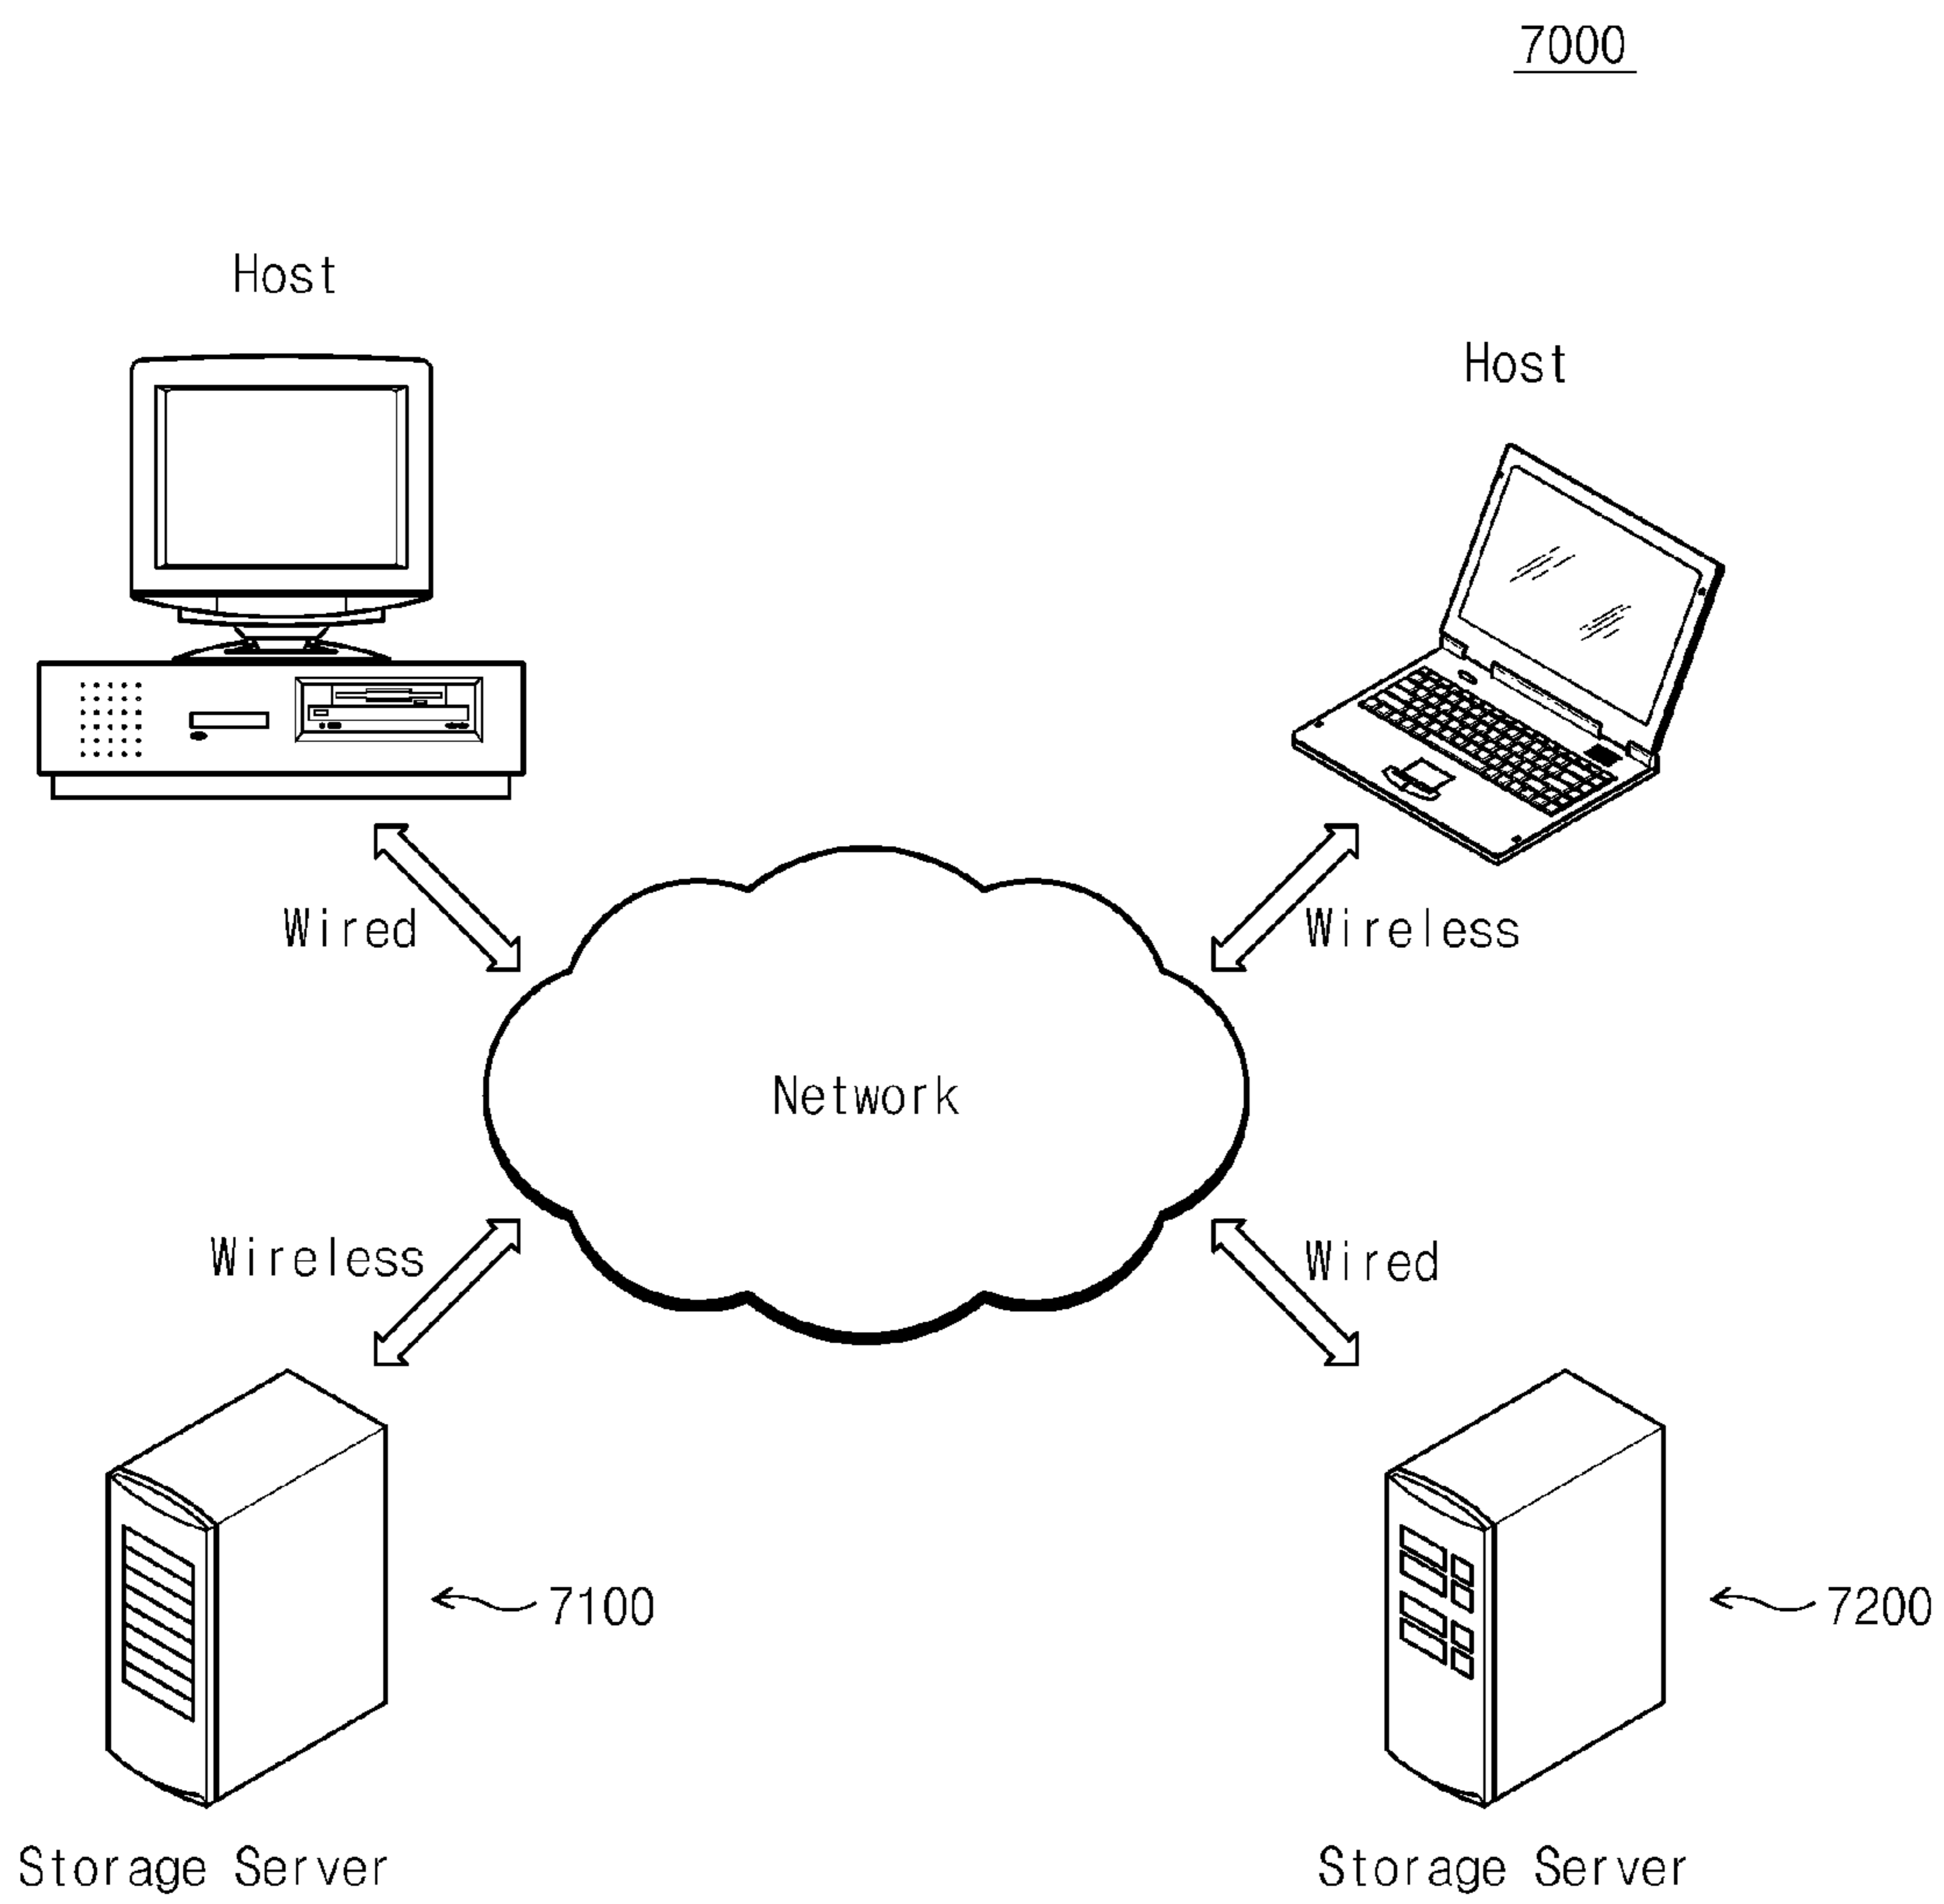 7000
Host
Host
Wired
Wireless
Network
Wireless
Wired
7100
7200
Storage Server
Storage Server